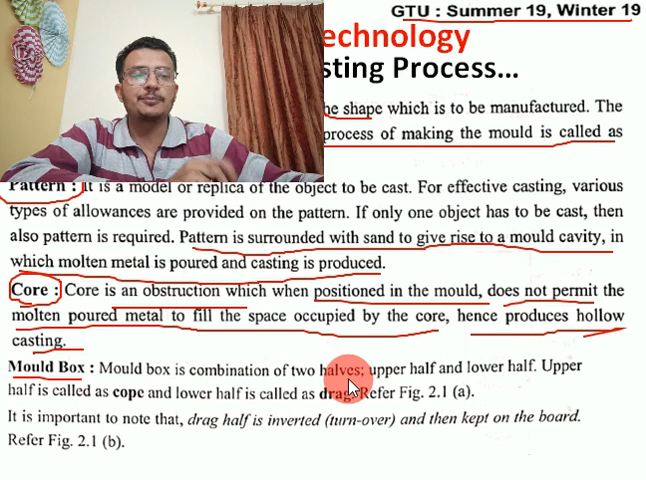 GTU : Summer 19, Winter 19
echnology
sting Process...
he shape which is to be manufactured. The
process of making the mould is called as
Pattern : It is a model or replica of the object to be cast. For effective casting, various
types of allowances are provided on the pattern. If only one object has to be cast, then
also pattern is required. Pattern is surrounded with sand to give rise to a mould cavity, in
which molten metal is poured and casting is produced.
Core : Core is an obstruction which when positioned in the mould, does not permit the
molten poured metal to fill the space occupied by the core, hence produces hollow
casting.
Mould Box : Mould box is combination of two halves; upper half and lower half. Upper
half is called as cope and lower half is called as drag. Refer Fig. 2.1 (a).
It is important to note that, drag half is inverted (turn-over) and then kept on the board.
Refer Fig. 2.1 (b).